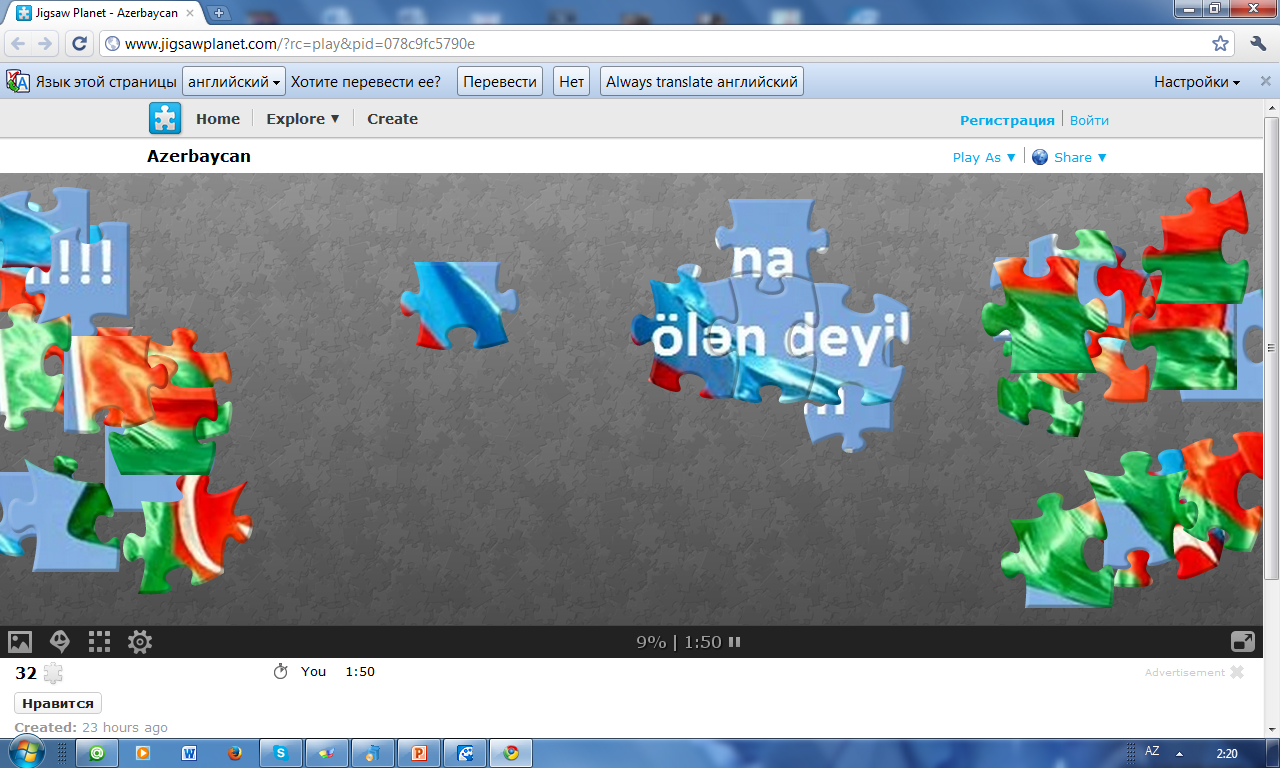 Jigsaw Planet - Azerbaycan
www.jigsawplanet.com/?rc=play&pid=078c9fc5790e
Язык этой страницы английский Хотите перевести ее? Перевести Нет Always translate английский Настройки
Home Explore ▼ Create Регистрация Войти
Azerbaycan Play As ▼ Share ▼
!!!
na
ölən deyi
9% | 1:50
32 You 1:50 Advertisement
Нравится
Created: 23 hours ago
AZ 2:20